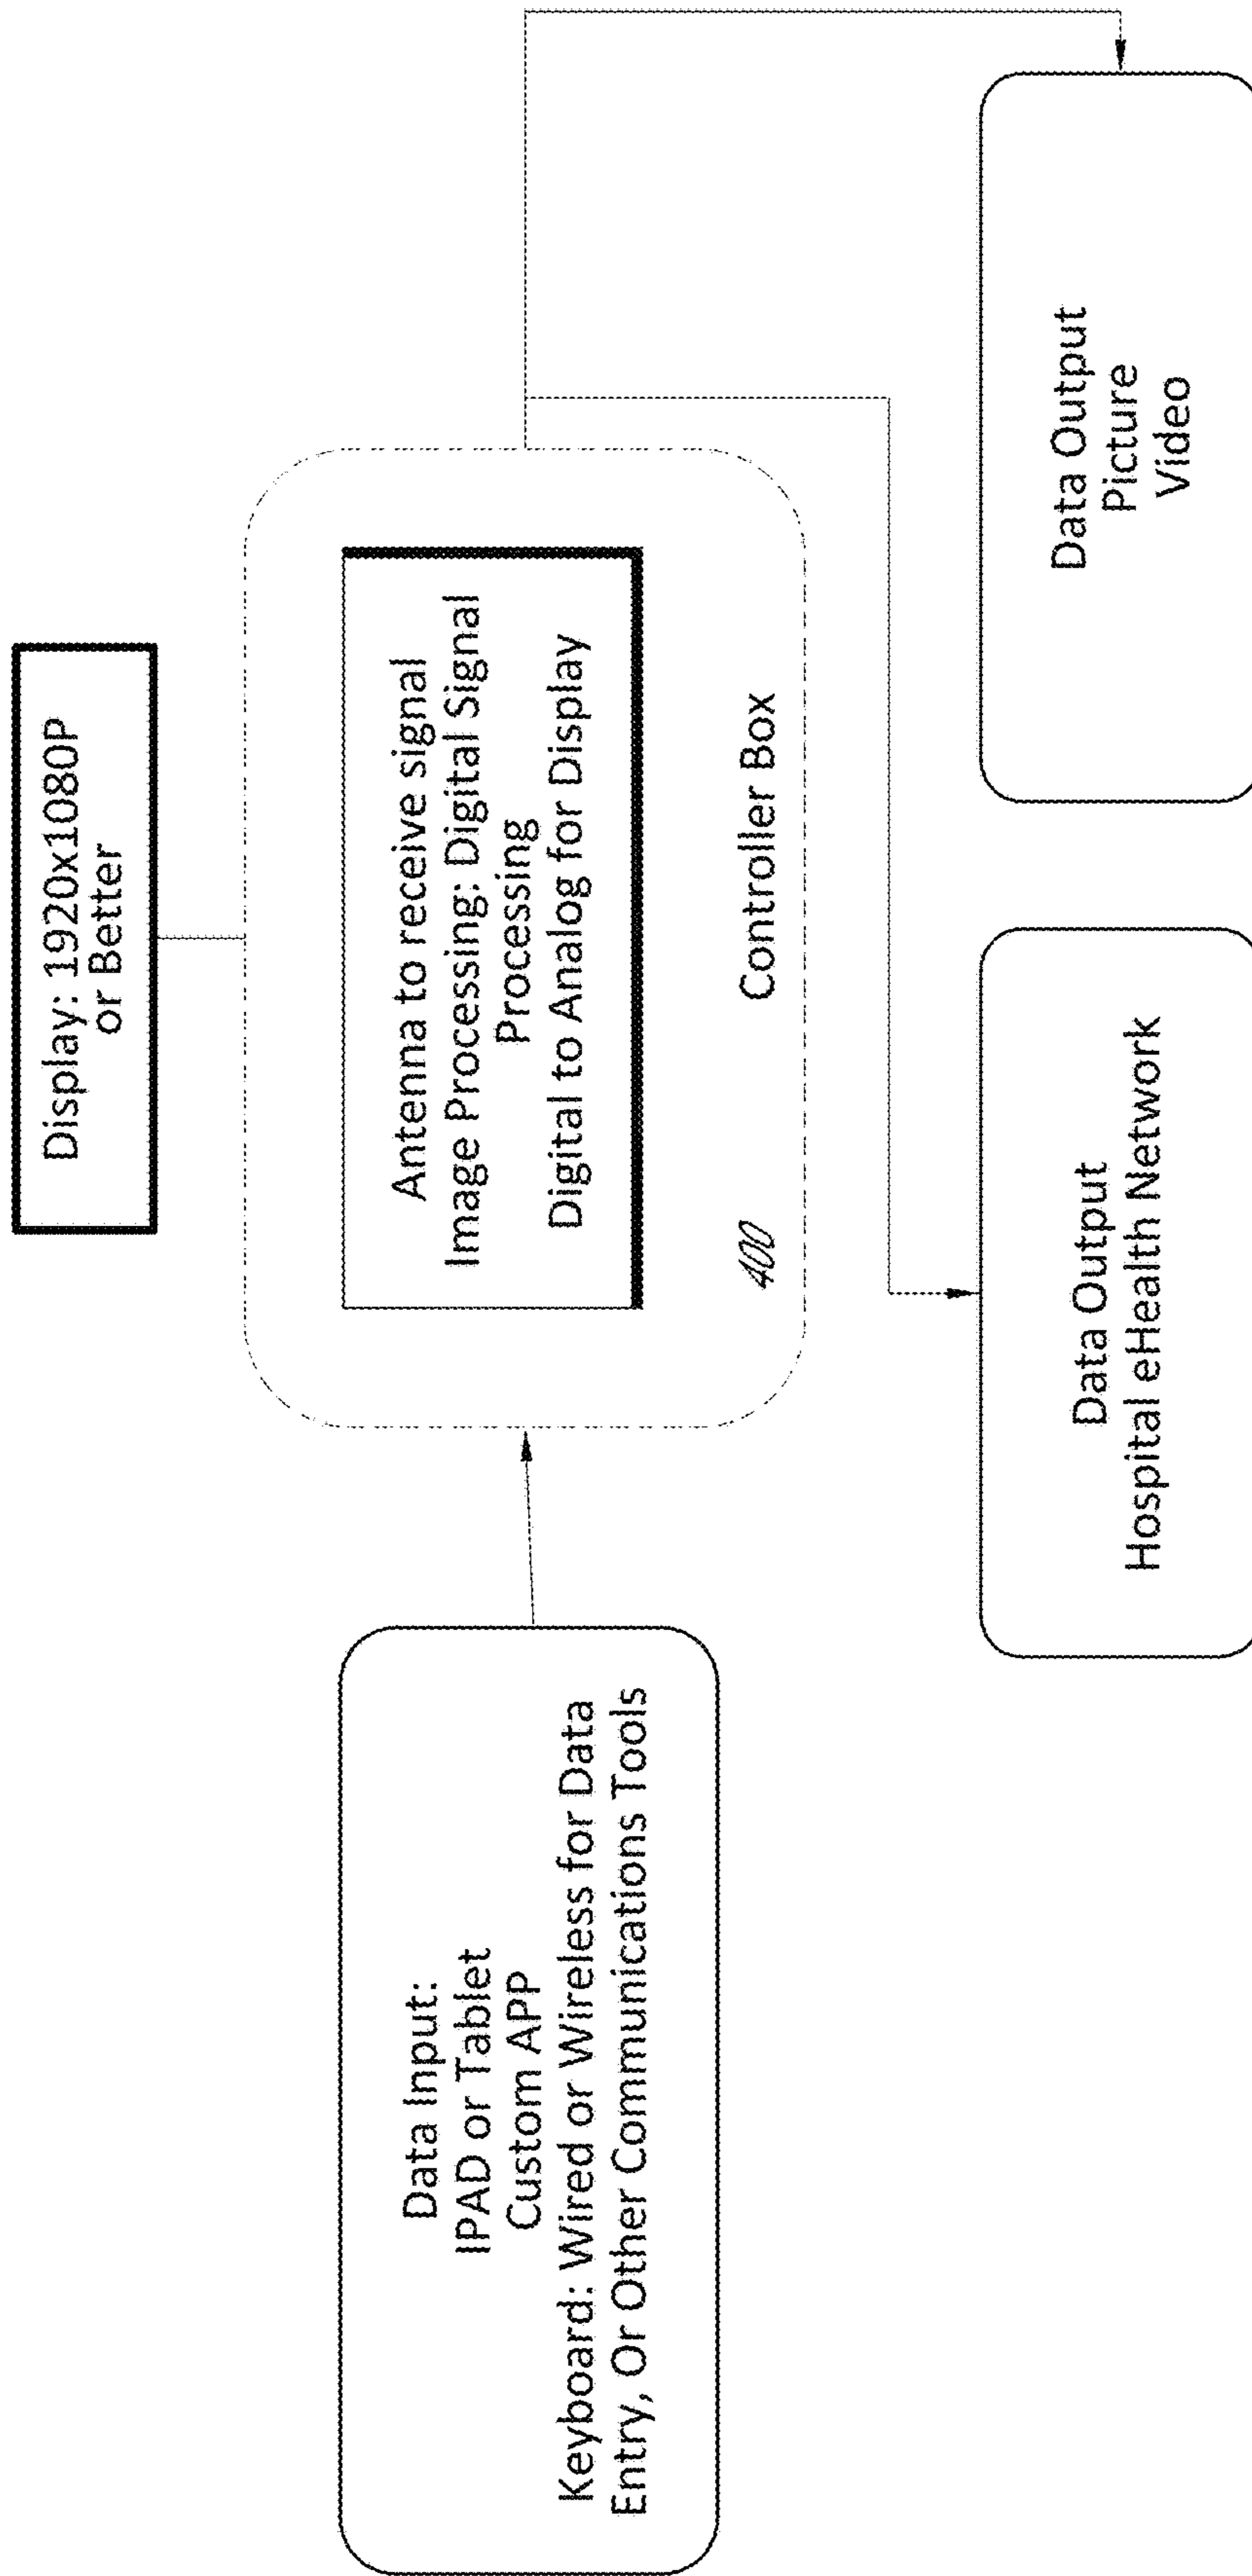 Display: 1920x1080P
or Better
Antenna to receive signal
Image Processing: Digital Signal
Processing
Digital to Analog for Display
400
Controller Box
Data Input:
IPAD or Tablet
Custom APP
Keyboard: Wired or Wireless for Data
Entry, Or Other Communications Tools
Data Output
Hospital eHealth Network
Data Output
Picture
Video